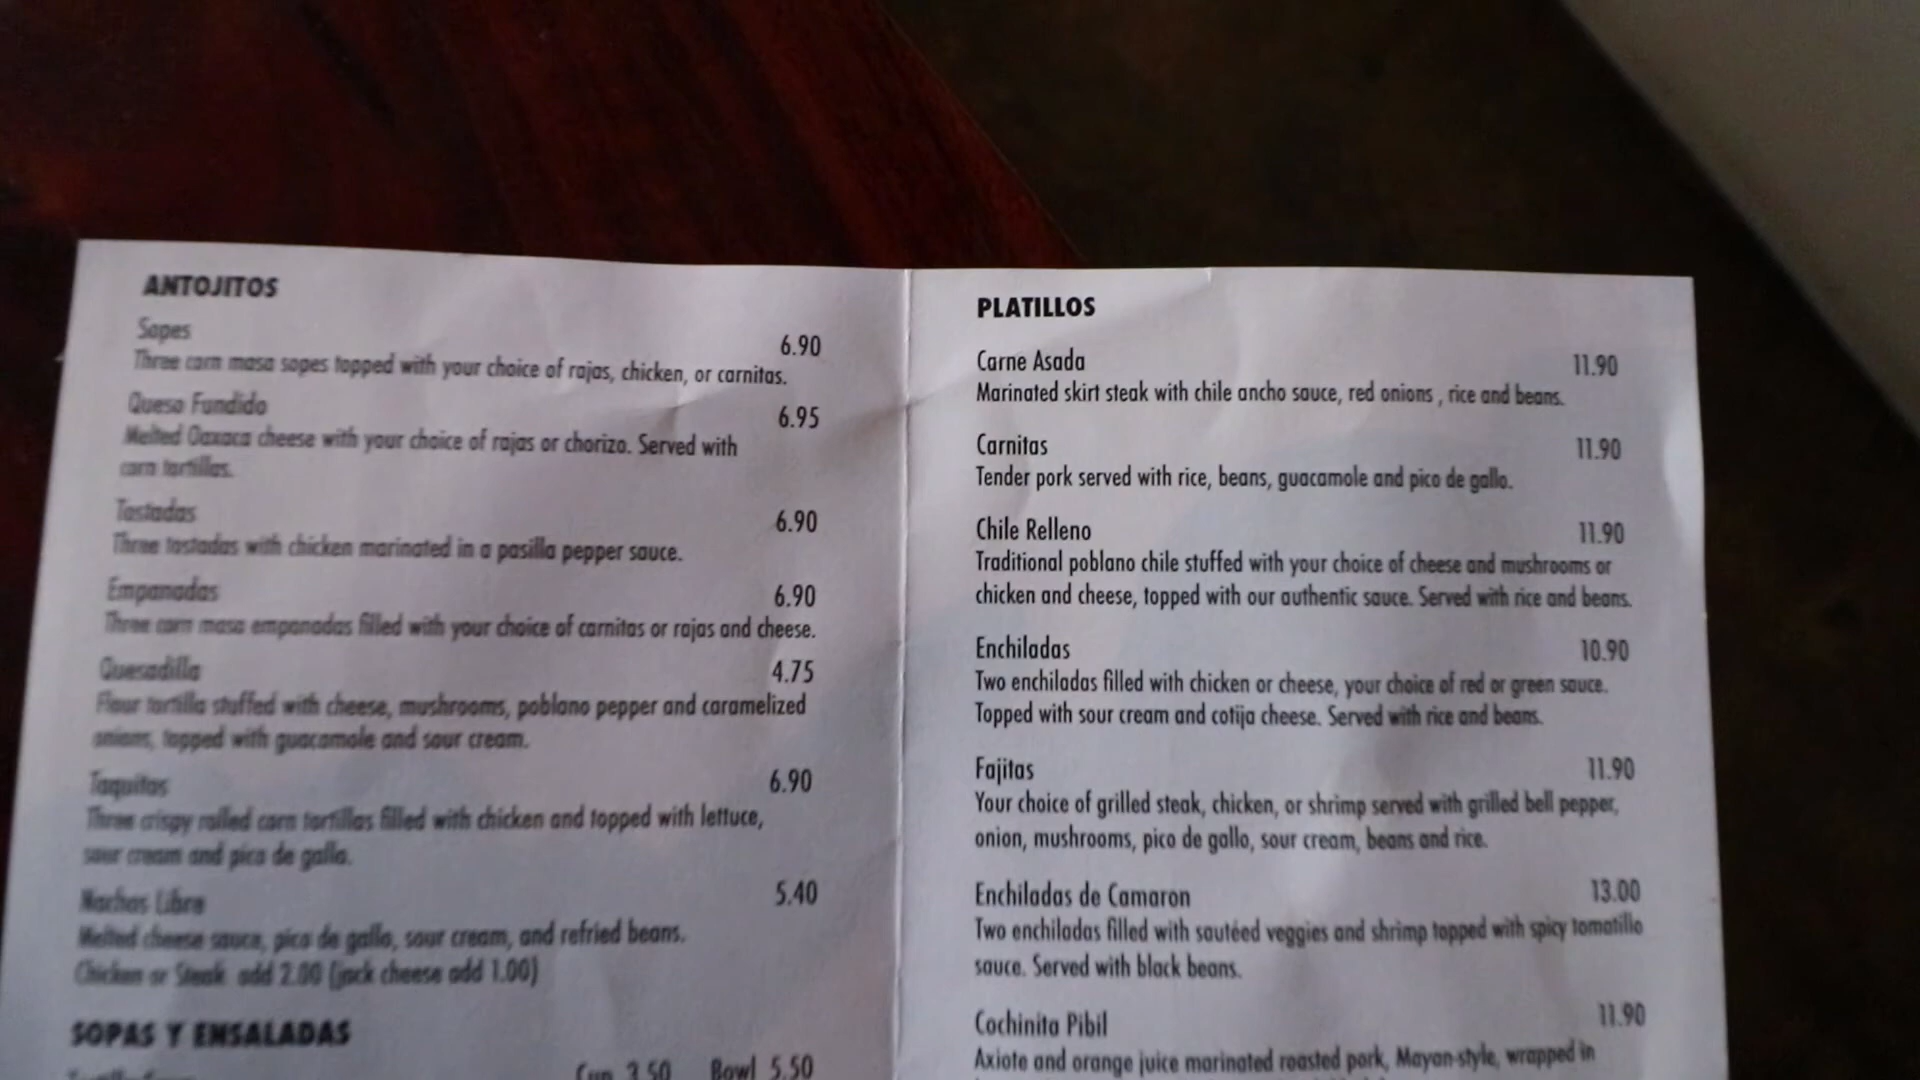 ANTOJITOS
Sopes 6.90
Three corn masa sopes topped with your choice of rajas, chicken, or carnitas.
Queso Fundido 6.95
Melted Oaxaca cheese with your choice of rajas or chorizo. Served with
corn tortillas.
Tostadas 6.90
Three tostadas with chicken marinated in a pasilla pepper sauce.
Empanadas 6.90
Three corn masa empanadas filled with your choice of carnitas or rajas and cheese.
Quesadilla 4.75
Flour tortilla stuffed with cheese, mushrooms, poblano pepper and caramelized
onions, topped with guacamole and sour cream.
Taquitos 6.90
Three crispy rolled corn tortillas filled with chicken and topped with lettuce,
sour cream and pico de gallo.
Nachos Libre 5.40
Melted cheese sauce, pico de gallo, sour cream, and refried beans.
Chicken or Steak add 2.00 (jack cheese add 1.00)
SOPAS Y ENSALADAS
Cup 3.50 Bowl 5.50
PLATILLOS
Carne Asada 11.90
Marinated skirt steak with chile ancho sauce, red onions , rice and beans.
Carnitas 11.90
Tender pork served with rice, beans, guacamole and pico de gallo.
Chile Relleno 11.90
Traditional poblano chile stuffed with your choice of cheese and mushrooms or
chicken and cheese, topped with our authentic sauce. Served with rice and beans.
Enchiladas 10.90
Two enchiladas filled with chicken or cheese, your choice of red or green sauce.
Topped with sour cream and cotija cheese. Served with rice and beans.
Fajitas 11.90
Your choice of grilled steak, chicken, or shrimp served with grilled bell pepper,
onion, mushrooms, pico de gallo, sour cream, beans and rice.
Enchiladas de Camaron 13.00
Two enchiladas filled with sautéed veggies and shrimp topped with spicy tomatillo
sauce. Served with black beans.
Cochinita Pibil 11.90
Axiote and orange juice marinated roasted pork, Mayan-style, wrapped in